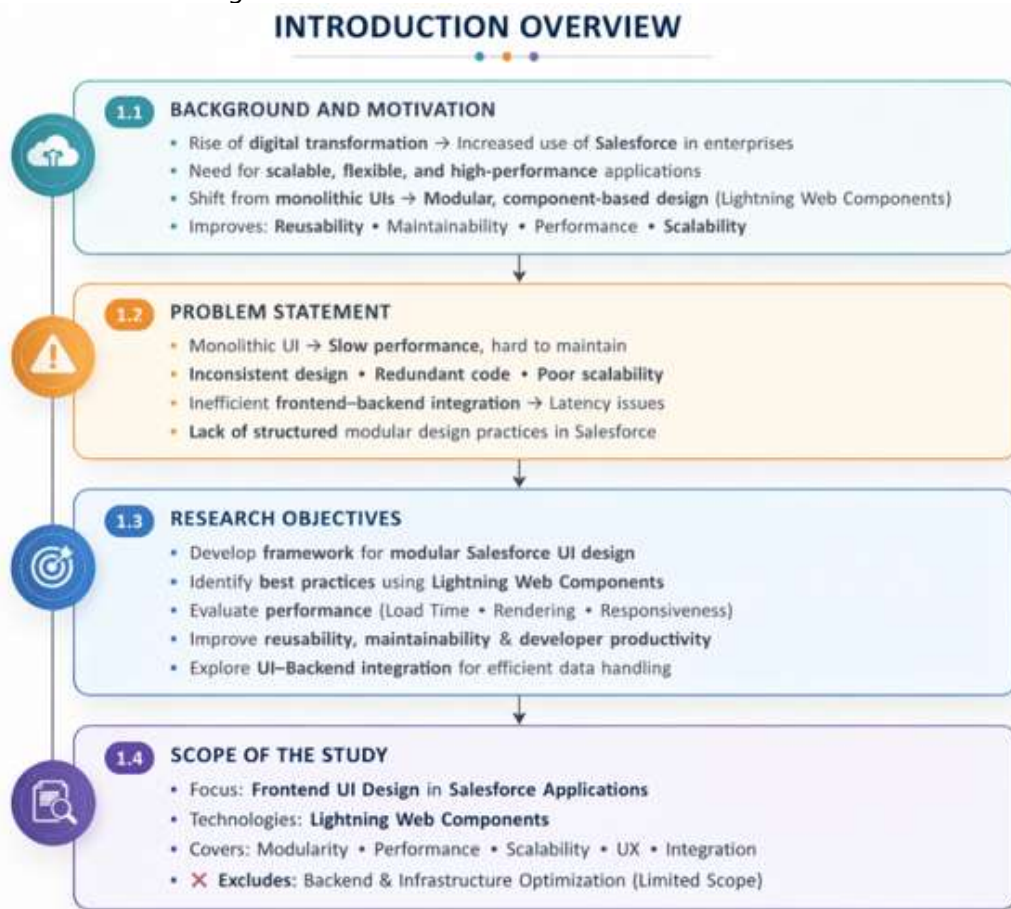 INTRODUCTION OVERVIEW
1.1 BACKGROUND AND MOTIVATION
• Rise of digital transformation → Increased use of Salesforce in enterprises
• Need for scalable, flexible, and high-performance applications
• Shift from monolithic UIs → Modular, component-based design (Lightning Web Components)
• Improves: Reusability • Maintainability • Performance • Scalability
1.2 PROBLEM STATEMENT
• Monolithic UI → Slow performance, hard to maintain
• Inconsistent design • Redundant code • Poor scalability
• Inefficient frontend–backend integration → Latency issues
• Lack of structured modular design practices in Salesforce
1.3 RESEARCH OBJECTIVES
• Develop framework for modular Salesforce UI design
• Identify best practices using Lightning Web Components
• Evaluate performance (Load Time • Rendering • Responsiveness)
• Improve reusability, maintainability & developer productivity
• Explore UI–Backend integration for efficient data handling
1.4 SCOPE OF THE STUDY
• Focus: Frontend UI Design in Salesforce Applications
• Technologies: Lightning Web Components
• Covers: Modularity • Performance • Scalability • UX • Integration
• ❌ Excludes: Backend & Infrastructure Optimization (Limited Scope)